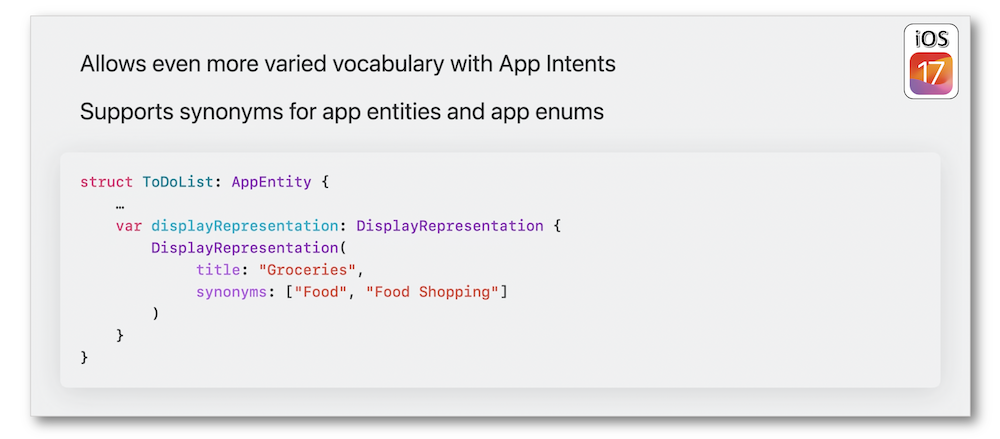 iOS
17
Allows even more varied vocabulary with App Intents
Supports synonyms for app entities and app enums
struct ToDoList: AppEntity {
    …
    var displayRepresentation: DisplayRepresentation {
        DisplayRepresentation(
             title: "Groceries",
             synonyms: ["Food", "Food Shopping"]
        )
    }
}